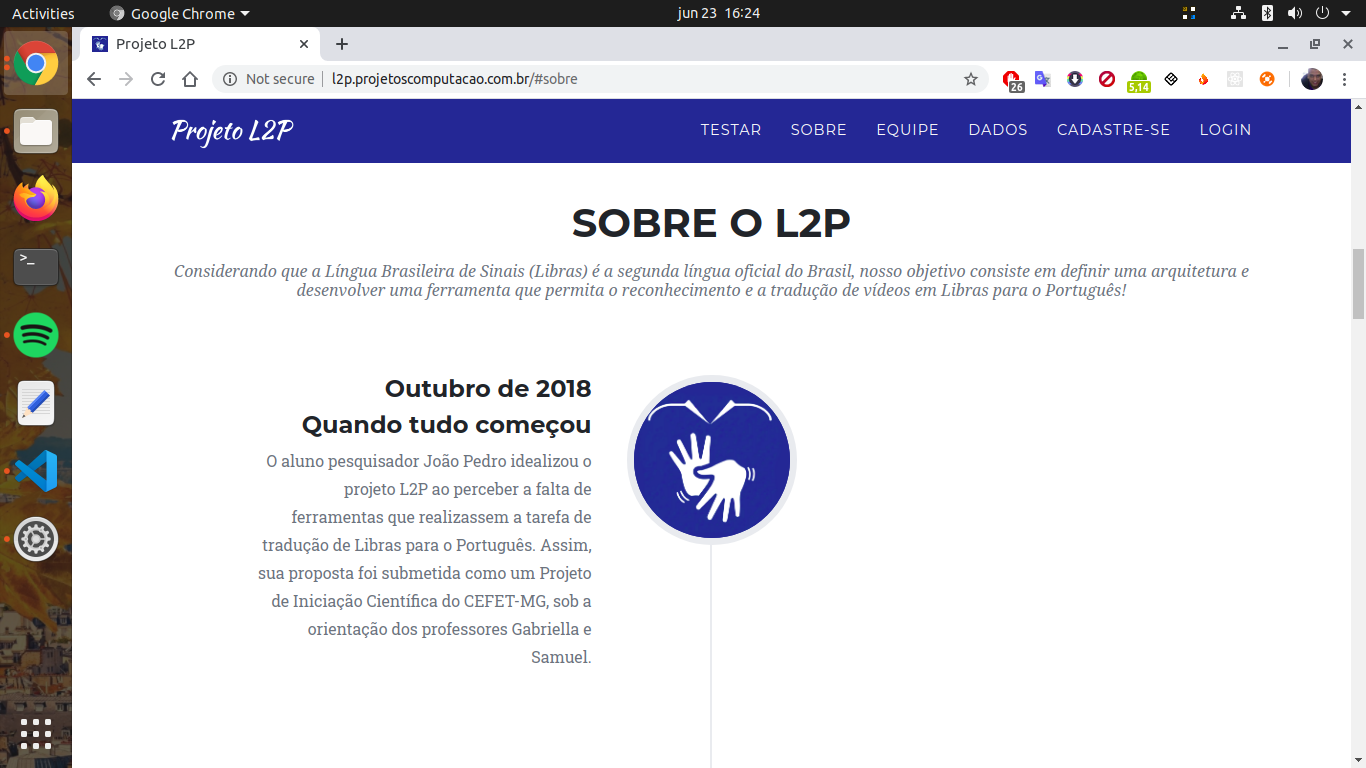 Activities
Google Chrome
jun 23 16:24
Projeto L2P
Not secure
l2p.projetoscomputacao.com.br/#sobre
26
5,14
Projeto L2P
TESTAR
SOBRE
EQUIPE
DADOS
CADASTRE-SE
LOGIN
SOBRE O L2P
Considerando que a Língua Brasileira de Sinais (Libras) é a segunda língua oficial do Brasil, nosso objetivo consiste em definir uma arquitetura e
desenvolver uma ferramenta que permita o reconhecimento e a tradução de vídeos em Libras para o Português!
Outubro de 2018
Quando tudo começou
O aluno pesquisador João Pedro idealizou o
projeto L2P ao perceber a falta de
ferramentas que realizassem a tarefa de
tradução de Libras para o Português. Assim,
sua proposta foi submetida como um Projeto
de Iniciação Científica do CEFET-MG, sob a
orientação dos professores Gabriella e
Samuel.